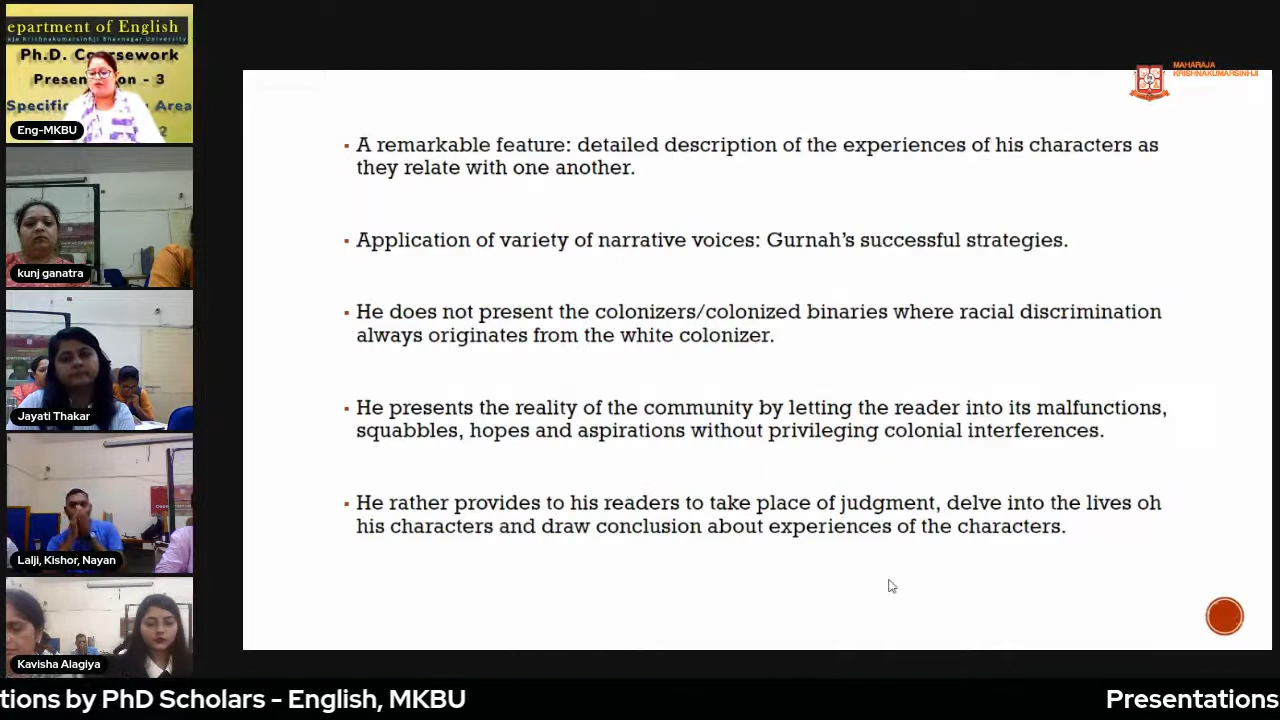 epartment of English
Krishnakumarsinhji Bhavnagar University
Ph.D. Coursework
Presen on - 3
Specific Area
2
Eng-MKBU
kunj ganatra
Jayati Thakar
Lalji, Kishor, Nayan
Kavisha Alagiya
MAHARAJA
KRISHNAKUMARSINHJI
▪ A remarkable feature: detailed description of the experiences of his characters as
they relate with one another.
▪ Application of variety of narrative voices: Gurnah’s successful strategies.
▪ He does not present the colonizers/colonized binaries where racial discrimination
always originates from the white colonizer.
▪ He presents the reality of the community by letting the reader into its malfunctions,
squabbles, hopes and aspirations without privileging colonial interferences.
▪ He rather provides to his readers to take place of judgment, delve into the lives oh
his characters and draw conclusion about experiences of the characters.
tions by PhD Scholars - English, MKBU
Presentations